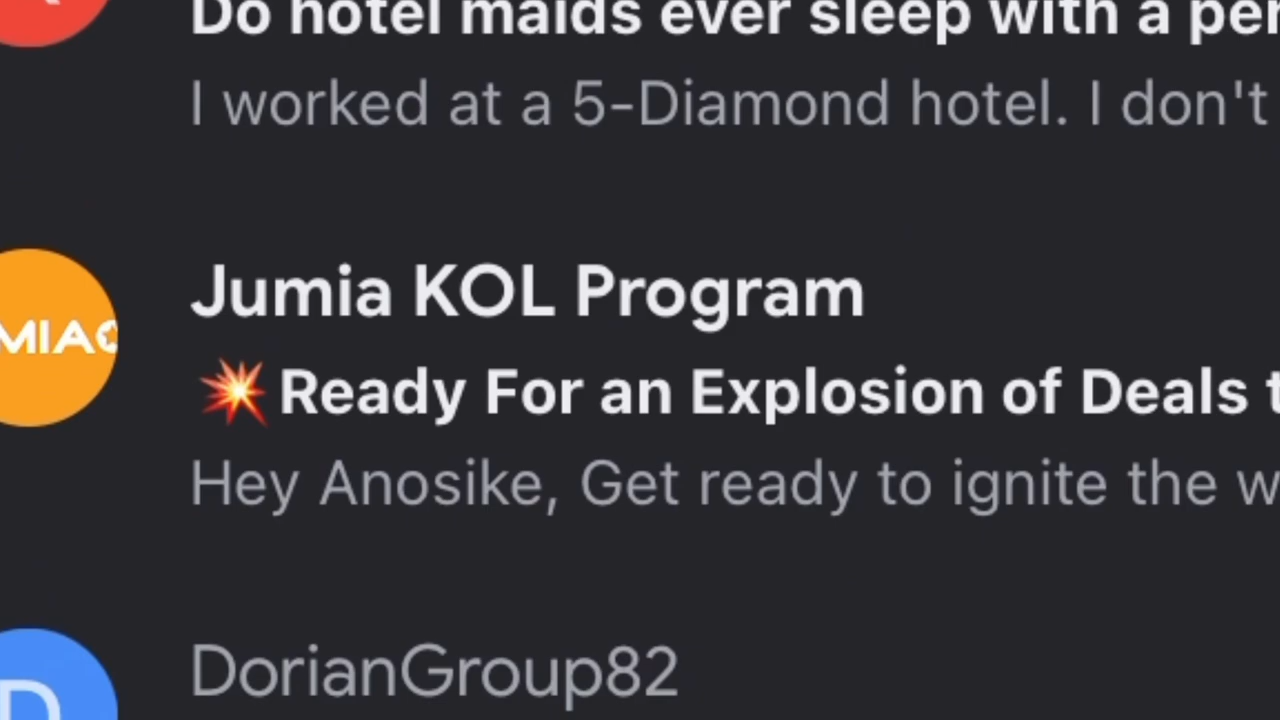 Do hotel maids ever sleep with a per
I worked at a 5-Diamond hotel. I don't
Jumia KOL Program
MIA
💥Ready For an Explosion of Deals t
Hey Anosike, Get ready to ignite the w
DorianGroup82
D